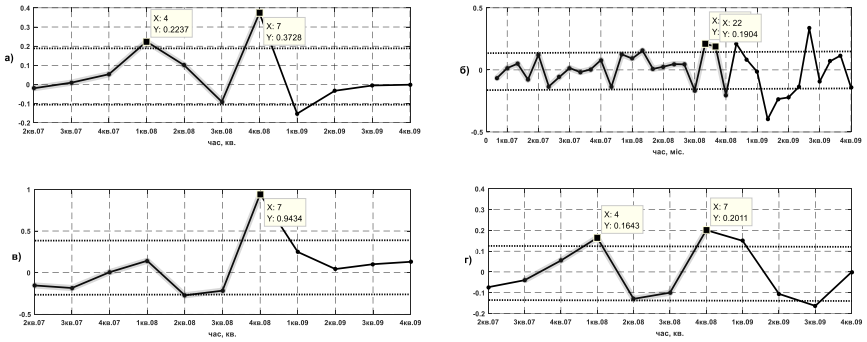 а)
0.4
0.3
0.2
0.1
0
-0.1
-0.2
X: 4
Y: 0.2237
X: 7
Y: 0.3728
2кв.07 3кв.07 4кв.07 1кв.08 2кв.08 3кв.08 4кв.08 1кв.09 2кв.09 3кв.09 4кв.09
час, кв.
б)
0.5
0
-0.5
X:
Y:
X: 22
Y: 0.1904
0 1кв.07 2кв.07 3кв.07 4кв.07 1кв.08 2кв.08 3кв.08 4кв.08 1кв.09 2кв.09 3кв.09 4кв.09
час, міс.
в)
1
0.5
0
-0.5
X: 7
Y: 0.9434
2кв.07 3кв.07 4кв.07 1кв.08 2кв.08 3кв.08 4кв.08 1кв.09 2кв.09 3кв.09 4кв.09
час, кв.
г)
0.4
0.3
0.2
0.1
0
-0.1
-0.2
X: 4
Y: 0.1643
X: 7
Y: 0.2011
2кв.07 3кв.07 4кв.07 1кв.08 2кв.08 3кв.08 4кв.08 1кв.09 2кв.09 3кв.09 4кв.09
час, кв.